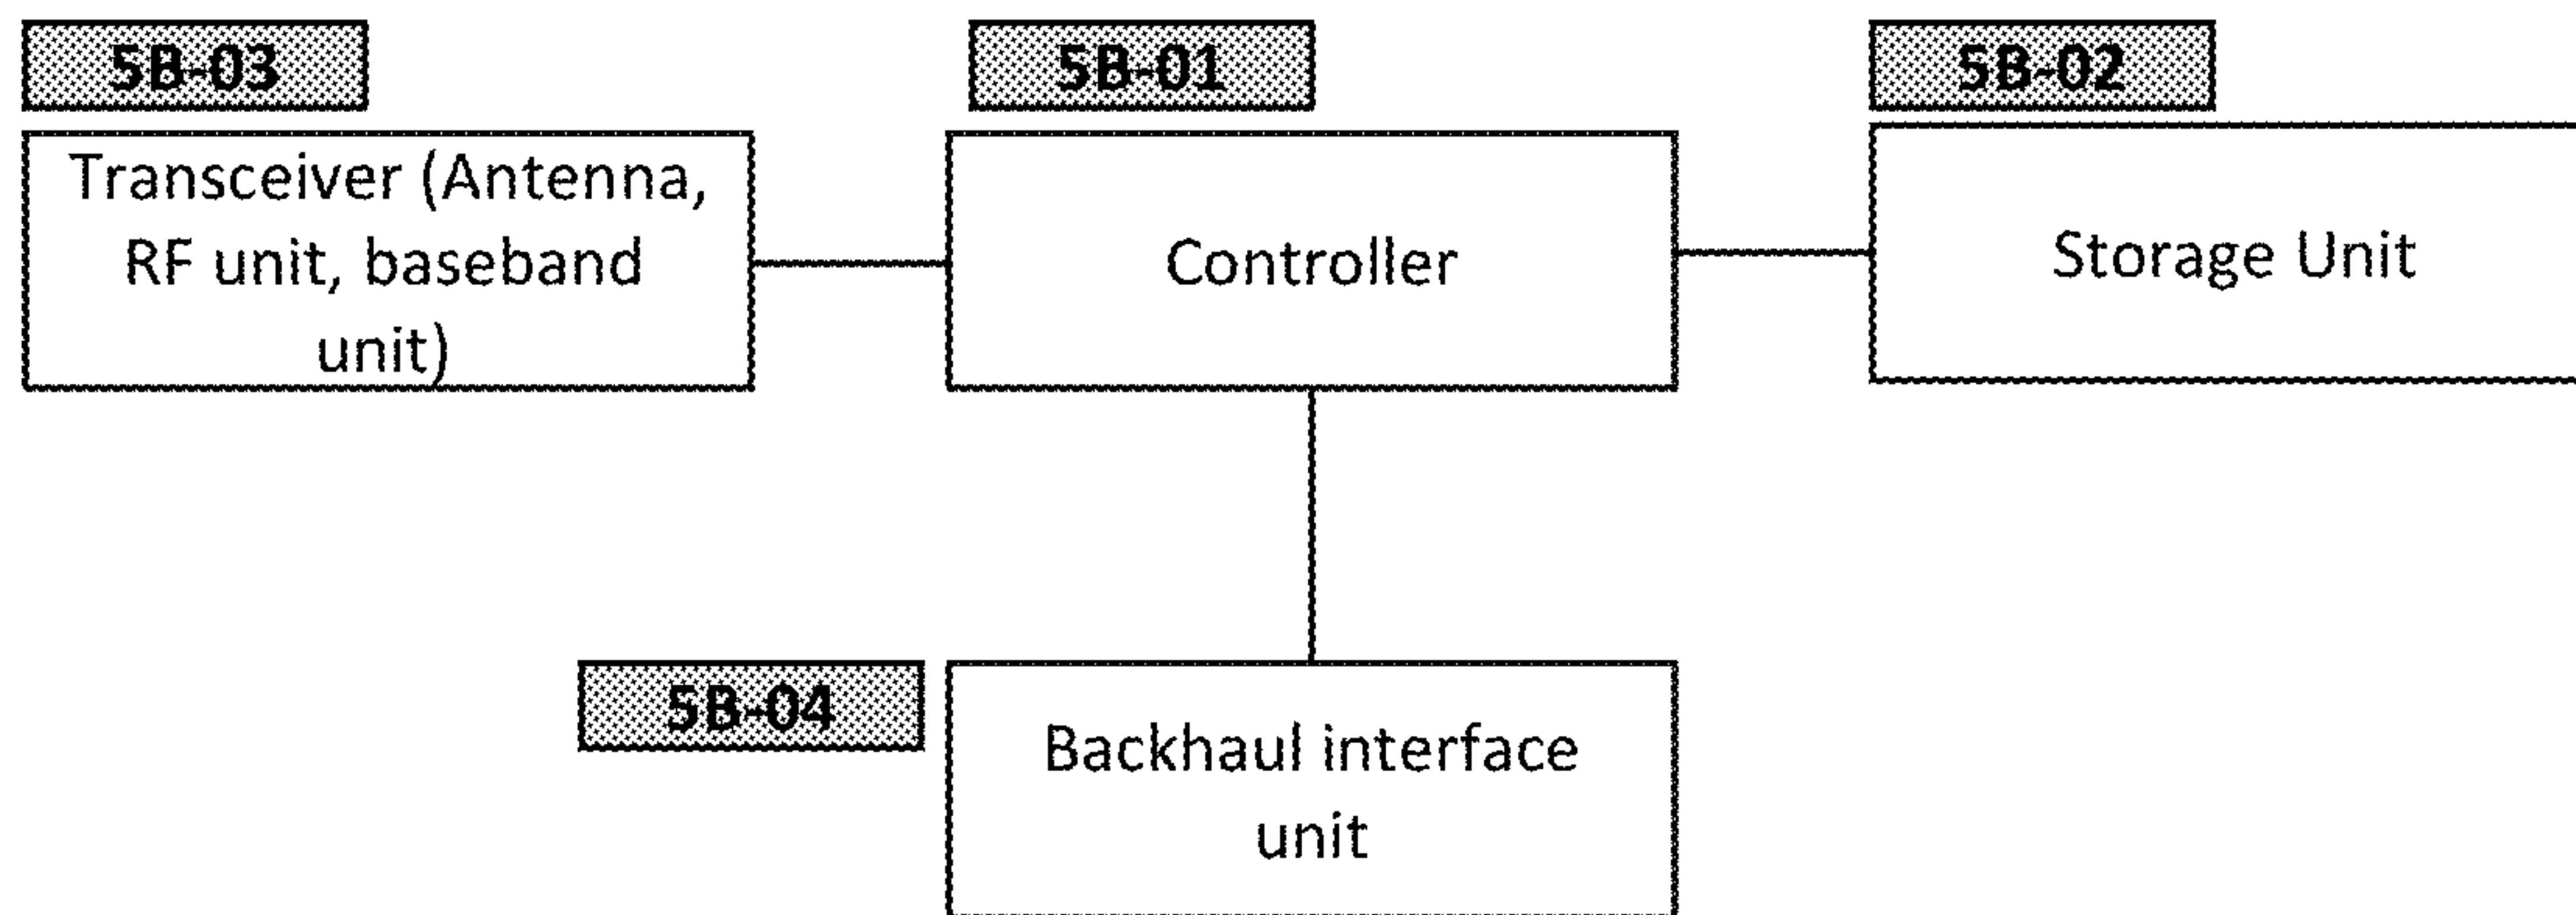 5B-03
5B-01
5B-02
Transceiver (Antenna,
RF unit, baseband
unit)
Controller
Storage Unit
5B-04
Backhaul interface
unit